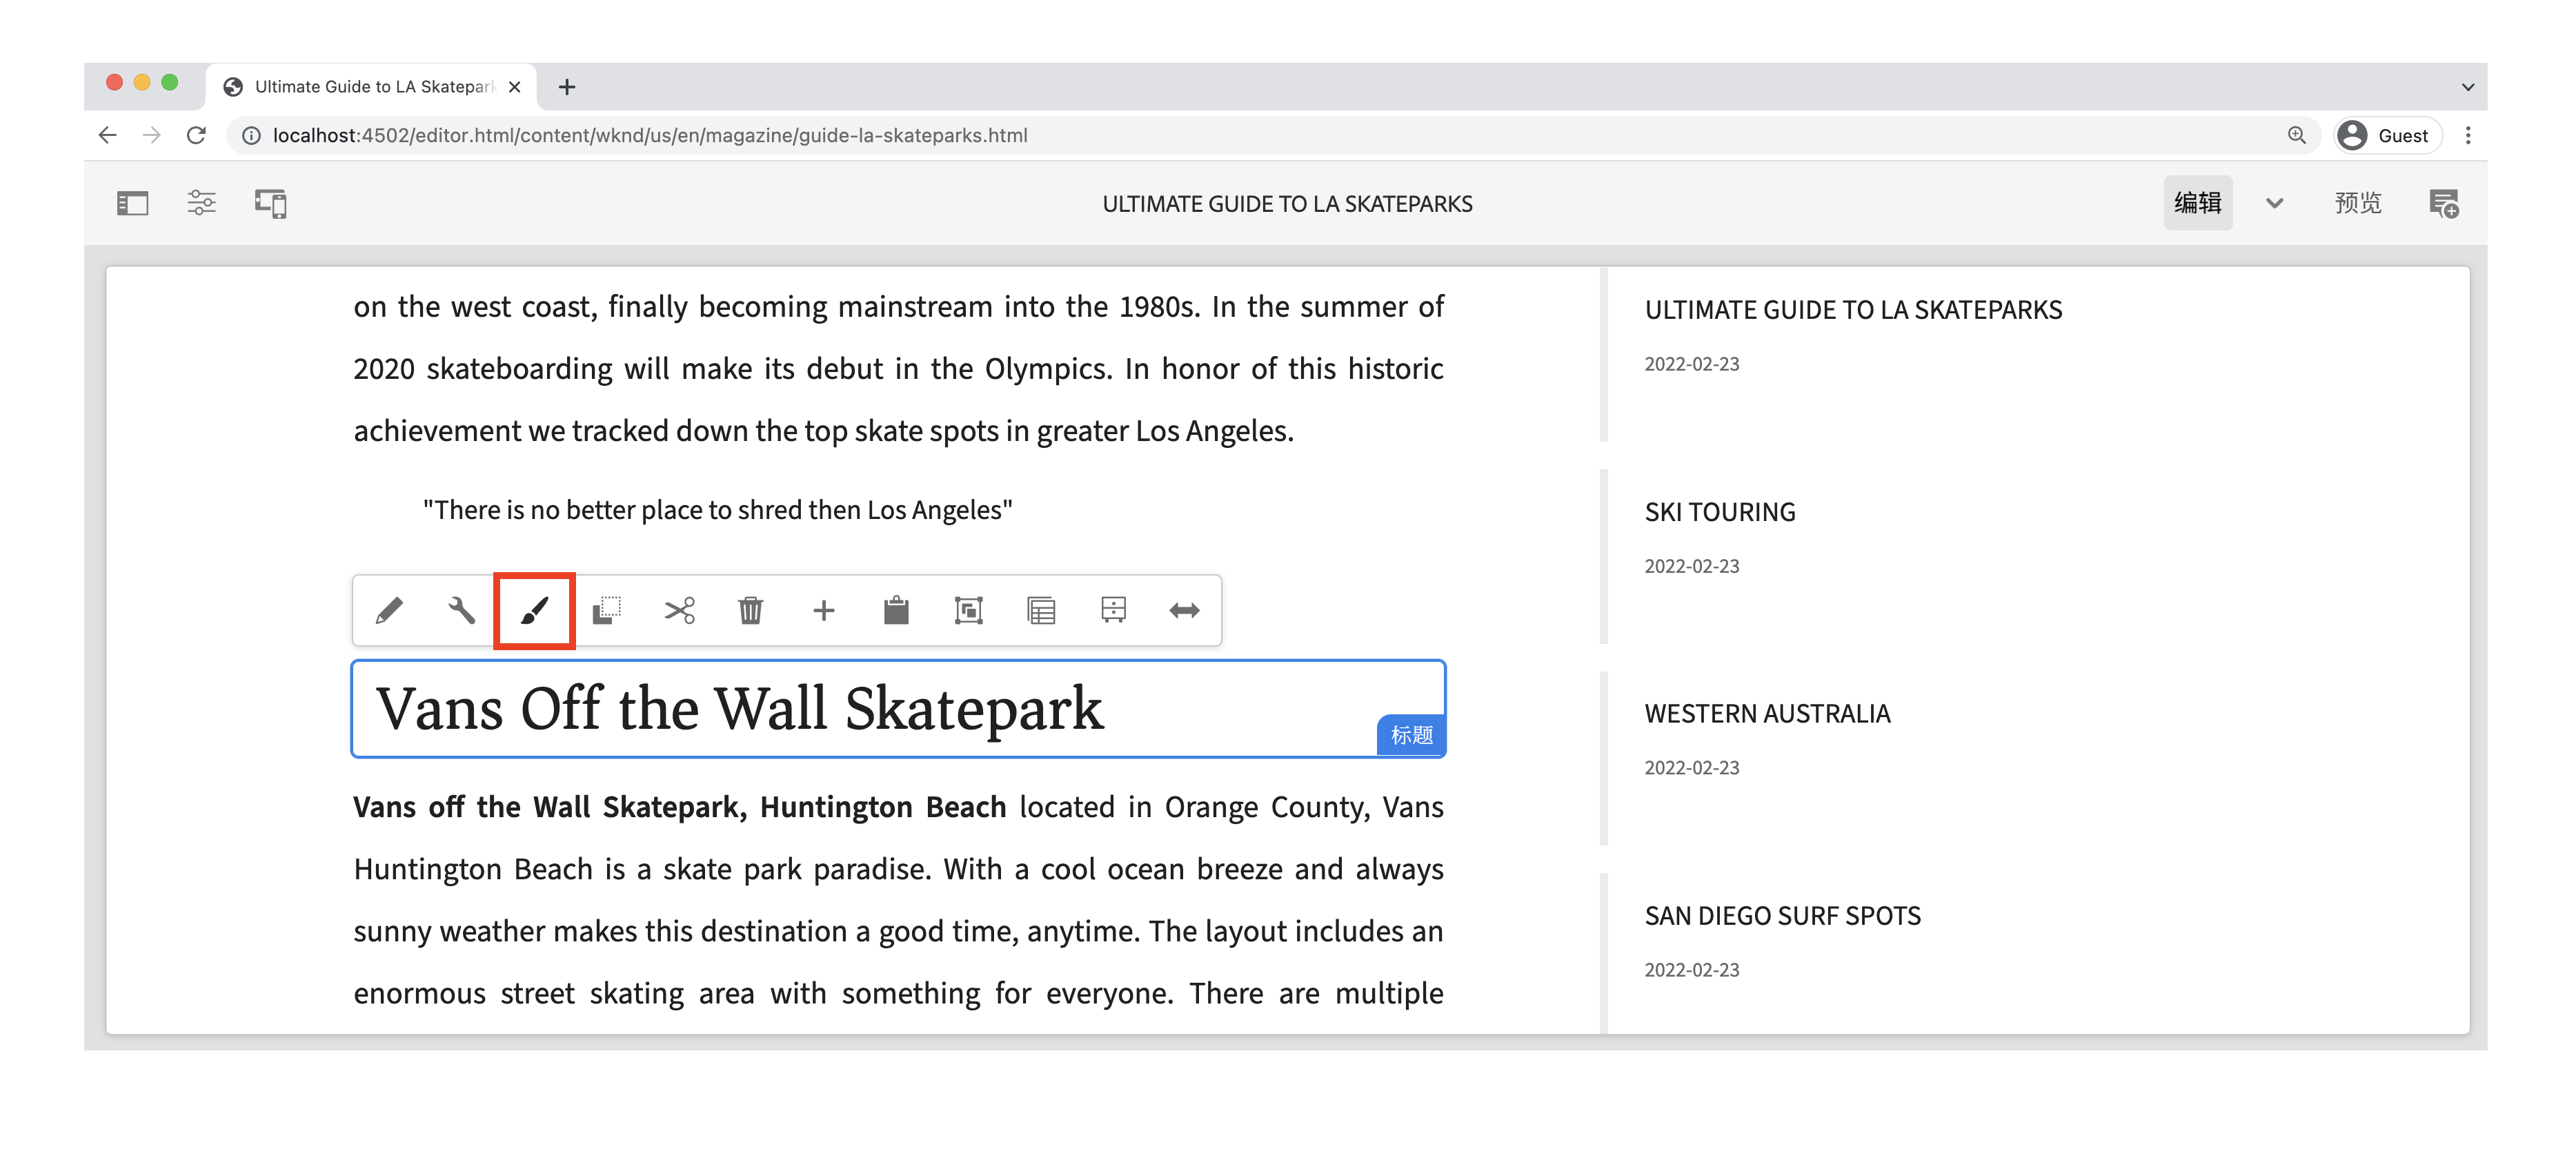 Ultimate Guide to LA Skatepark
localhost:4502/editor.html/content/wknd/us/en/magazine/guide-la-skateparks.html
Guest
ULTIMATE GUIDE TO LA SKATEPARKS
编辑
预览
on the west coast, finally becoming mainstream into the 1980s. In the summer of
2020 skateboarding will make its debut in the Olympics. In honor of this historic
achievement we tracked down the top skate spots in greater Los Angeles.
"There is no better place to shred then Los Angeles"
Vans Off the Wall Skatepark
标题
Vans off the Wall Skatepark, Huntington Beach located in Orange County, Vans
Huntington Beach is a skate park paradise. With a cool ocean breeze and always
sunny weather makes this destination a good time, anytime. The layout includes an
enormous street skating area with something for everyone. There are multiple
ULTIMATE GUIDE TO LA SKATEPARKS
2022-02-23
SKI TOURING
2022-02-23
WESTERN AUSTRALIA
2022-02-23
SAN DIEGO SURF SPOTS
2022-02-23